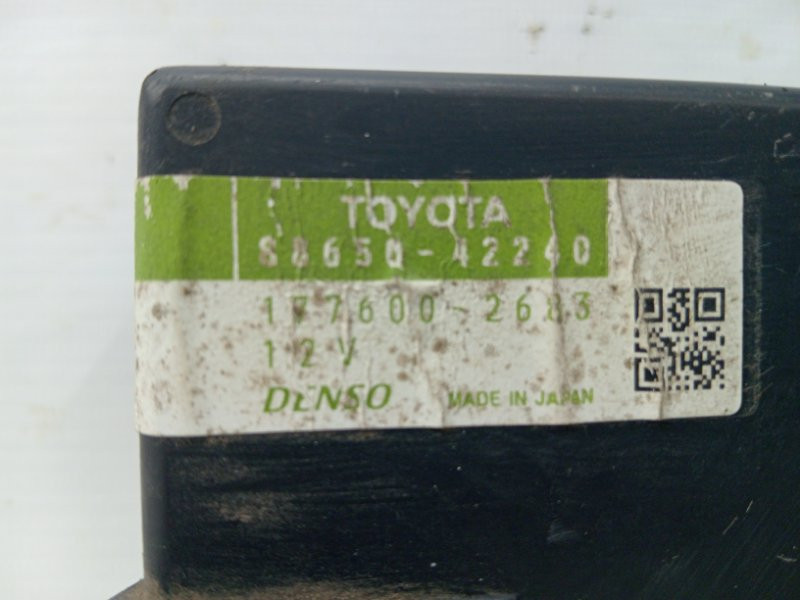 TOYOTA
88650-42240
177600-2683
12V
DENSO MADE IN JAPAN